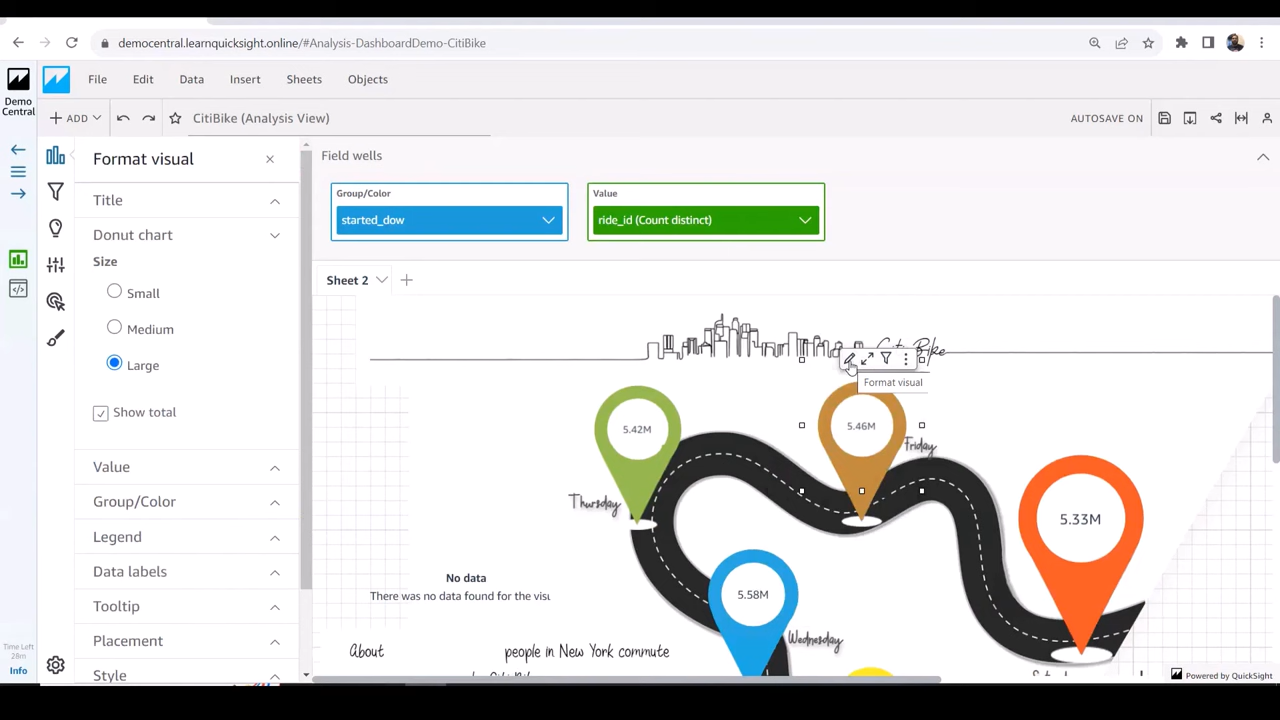 democentral.learnquicksight.online/#Analysis-DashboardDemo-CitiBike
Demo
Central
File Edit Data Insert Sheets Objects
ADD
CitiBike (Analysis View)
AUTOSAVE ON
Format visual
Title
Donut chart
Size
Small
Medium
Large
Show total
Value
Group/Color
Legend
Data labels
Tooltip
Placement
Style
Time Left
28m
Info
Field wells
Group/Color
started_dow
Value
ride_id (Count distinct)
Sheet 2
Format visual
5.42M
5.46M
Friday
Thursday
5.33M
No data
There was no data found for the visu
5.58M
Wednesday
About
people in New York commute
Powered by QuickSight